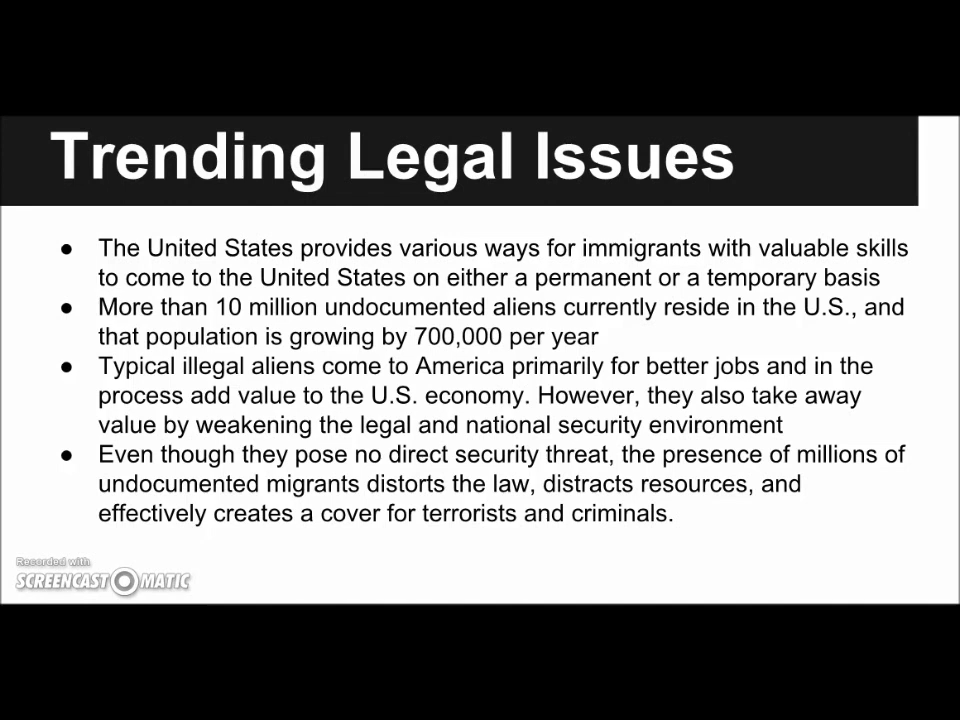 Trending Legal Issues
● The United States provides various ways for immigrants with valuable skills
to come to the United States on either a permanent or a temporary basis
● More than 10 million undocumented aliens currently reside in the U.S., and
that population is growing by 700,000 per year
● Typical illegal aliens come to America primarily for better jobs and in the
process add value to the U.S. economy. However, they also take away
value by weakening the legal and national security environment
● Even though they pose no direct security threat, the presence of millions of
undocumented migrants distorts the law, distracts resources, and
effectively creates a cover for terrorists and criminals.
Recorded with
SCREENCAST O MATIC